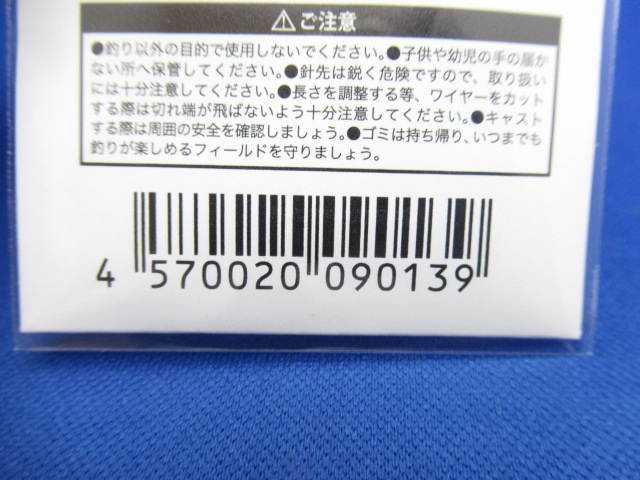 ⚠ご注意
●釣り以外の目的で使用しないでください。●子供や幼児の手の届か
ない所へ保管してください。●針先は鋭く危険ですので、取り扱い
には十分注意してください。●長さを調整する等、ワイヤーをカット
する際は切れ端が飛ばないよう十分注意してください。●キャスト
する際は周囲の安全を確認しましょう。●ゴミは持ち帰り、いつまでも
釣りが楽しめるフィールドを守りましょう。
4 570020 090139